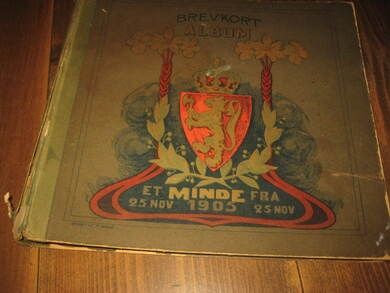 BREVKORT
ALBUM
ET MINDE FRA
25 NOV 1905 25 NOV